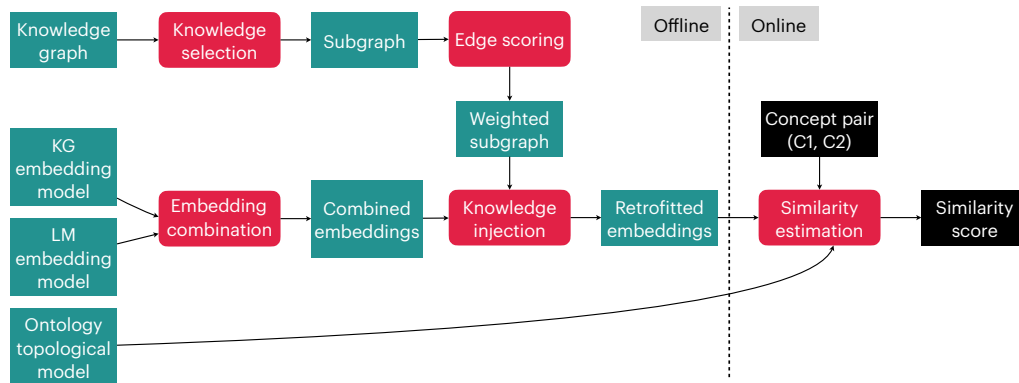 Knowledge
graph
Knowledge
selection
Subgraph
Edge scoring
Offline
Online
Weighted
subgraph
Concept pair
(C1, C2)
KG
embedding
model
LM
embedding
model
Embedding
combination
Combined
embeddings
Knowledge
injection
Retrofitted
embeddings
Similarity
estimation
Similarity
score
Ontology
topological
model